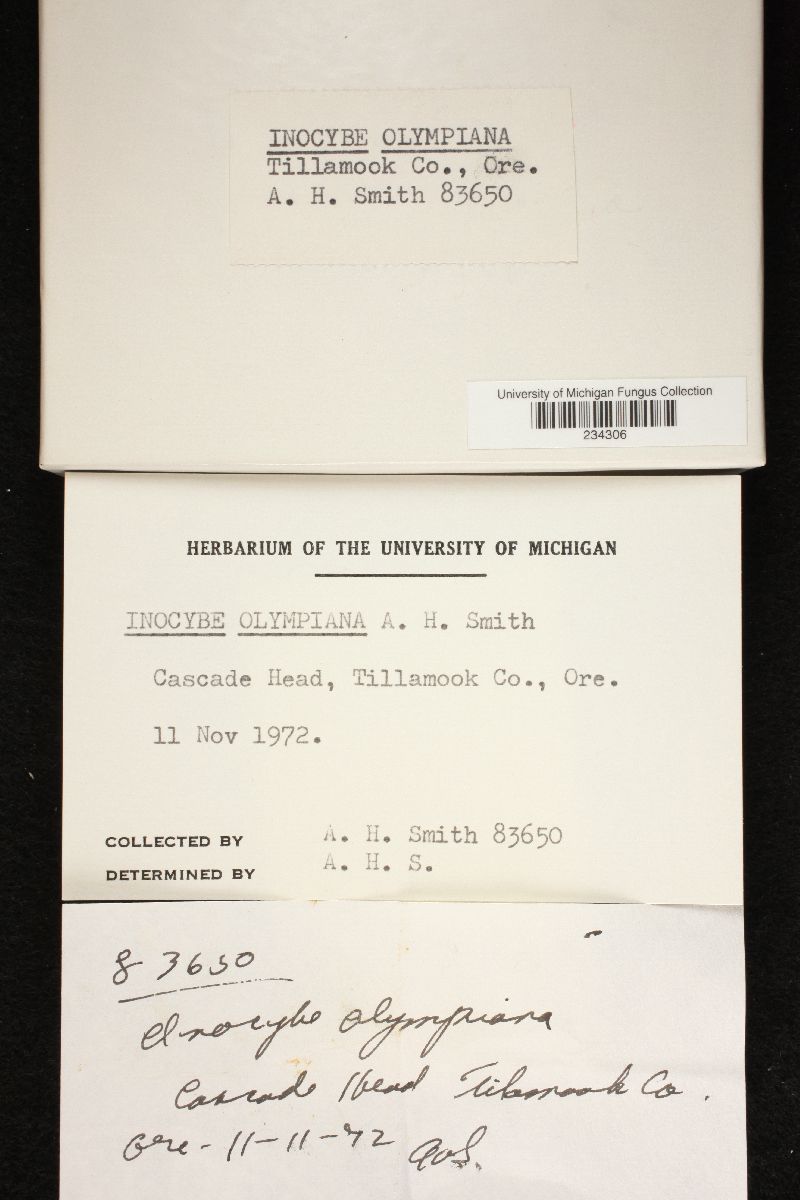 INOCYBE OLYMPIANA
Tillamook Co., Ore.
A. H. Smith 83650
University of Michigan Fungus Collection
234306
HERBARIUM OF THE UNIVERSITY OF MICHIGAN
INOCYBE OLYMPIANA A. H. Smith
Cascade Head, Tillamook Co., Ore.
11 Nov 1972.
COLLECTED BY A. H. Smith 83650
DETERMINED BY A. H. S.
83650
Inocybe olympiana
Cascade Head Tillamook Co.
Ore - 11-11-72